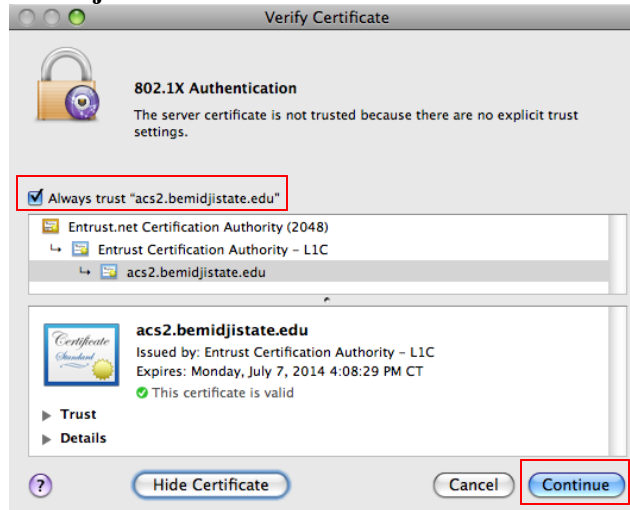 Verify Certificate
802.1X Authentication
The server certificate is not trusted because there are no explicit trust
settings.
Always trust "acs2.bemidjistate.edu"
Entrust.net Certification Authority (2048)
Entrust Certification Authority – L1C
acs2.bemidjistate.edu
Certificate
Standard
acs2.bemidjistate.edu
Issued by: Entrust Certification Authority – L1C
Expires: Monday, July 7, 2014 4:08:29 PM CT
This certificate is valid
Trust
Details
?
Hide Certificate
Cancel
Continue